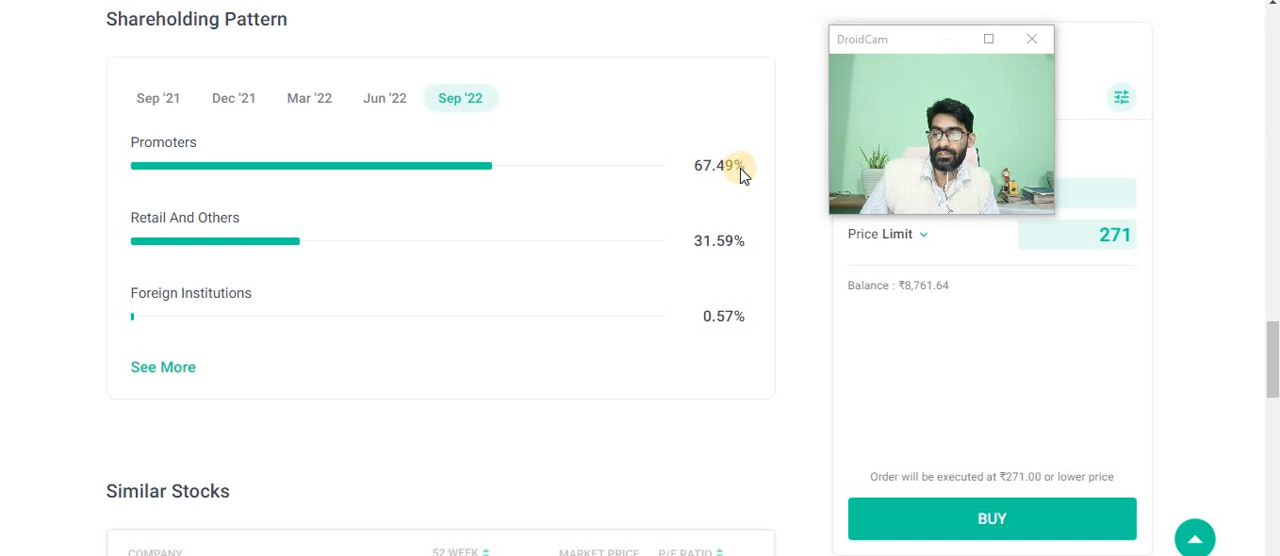 Shareholding Pattern
Sep '21 Dec '21 Mar '22 Jun '22 Sep '22
Promoters
67.49%
Retail And Others
31.59%
Foreign Institutions
0.57%
See More
Similar Stocks
COMPANY 52 WEEK MARKET PRICE P/E RATIO
DroidCam
Price Limit 271
Balance : ₹8,761.64
Order will be executed at ₹271.00 or lower price
BUY